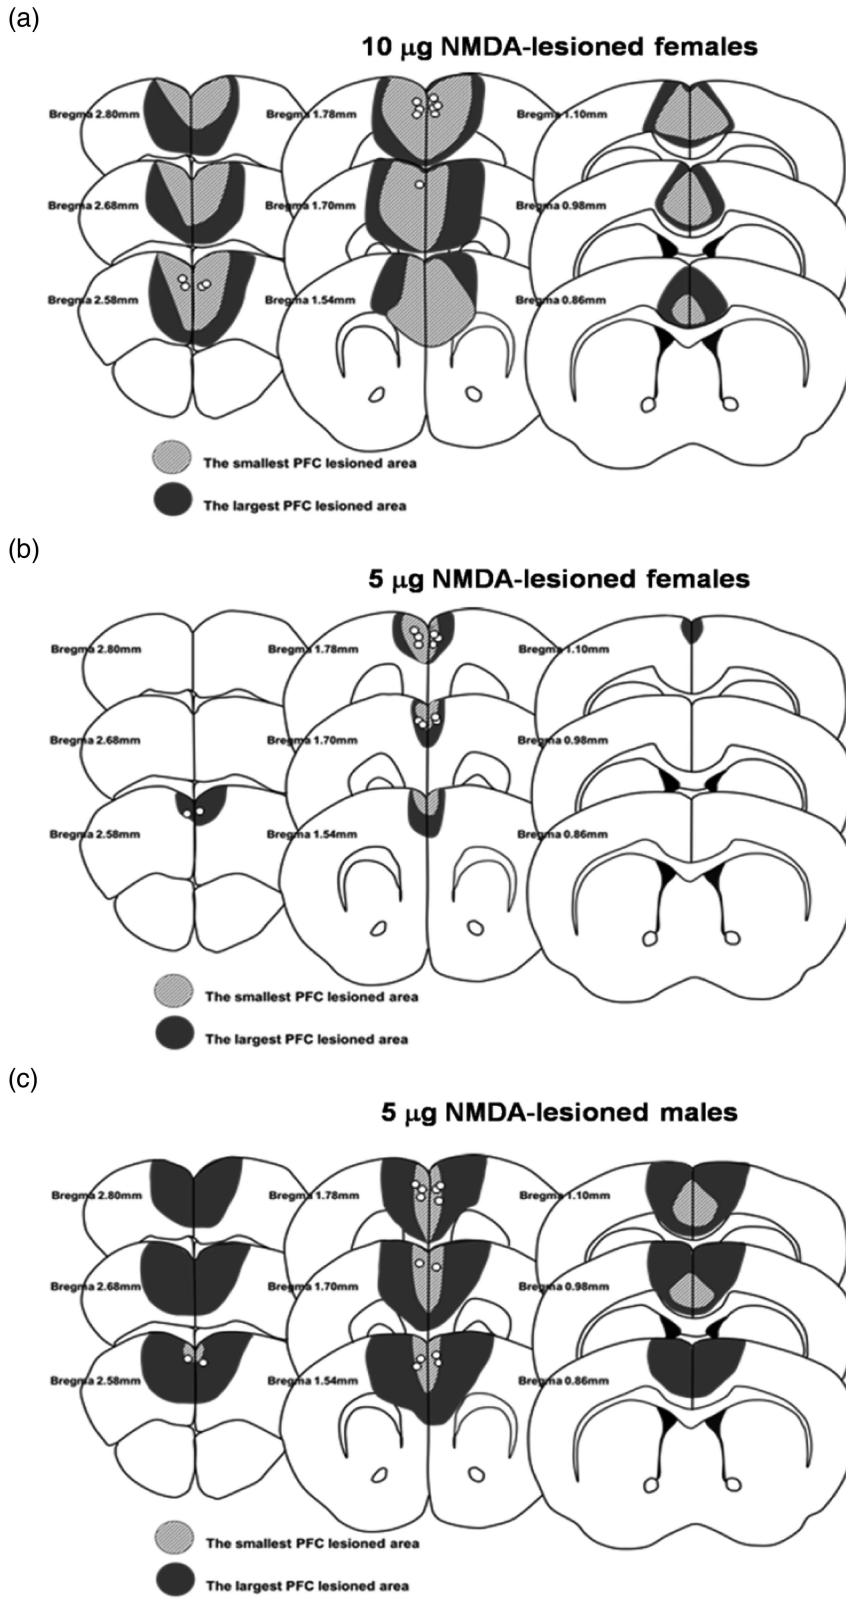 (a)
10 μg NMDA-lesioned females
Bregma 2.80mm
Bregma 1.78mm
Bregma 1.10mm
Bregma 2.68mm
Bregma 1.70mm
Bregma 0.98mm
Bregma 2.58mm
Bregma 1.54mm
Bregma 0.86mm
The smallest PFC lesioned area
The largest PFC lesioned area
(b)
5 μg NMDA-lesioned females
Bregma 2.80mm
Bregma 1.78mm
Bregma 1.10mm
Bregma 2.68mm
Bregma 1.70mm
Bregma 0.98mm
Bregma 2.58mm
Bregma 1.54mm
Bregma 0.86mm
The smallest PFC lesioned area
The largest PFC lesioned area
(c)
5 μg NMDA-lesioned males
Bregma 2.80mm
Bregma 1.78mm
Bregma 1.10mm
Bregma 2.68mm
Bregma 1.70mm
Bregma 0.98mm
Bregma 2.58mm
Bregma 1.54mm
Bregma 0.86mm
The smallest PFC lesioned area
The largest PFC lesioned area